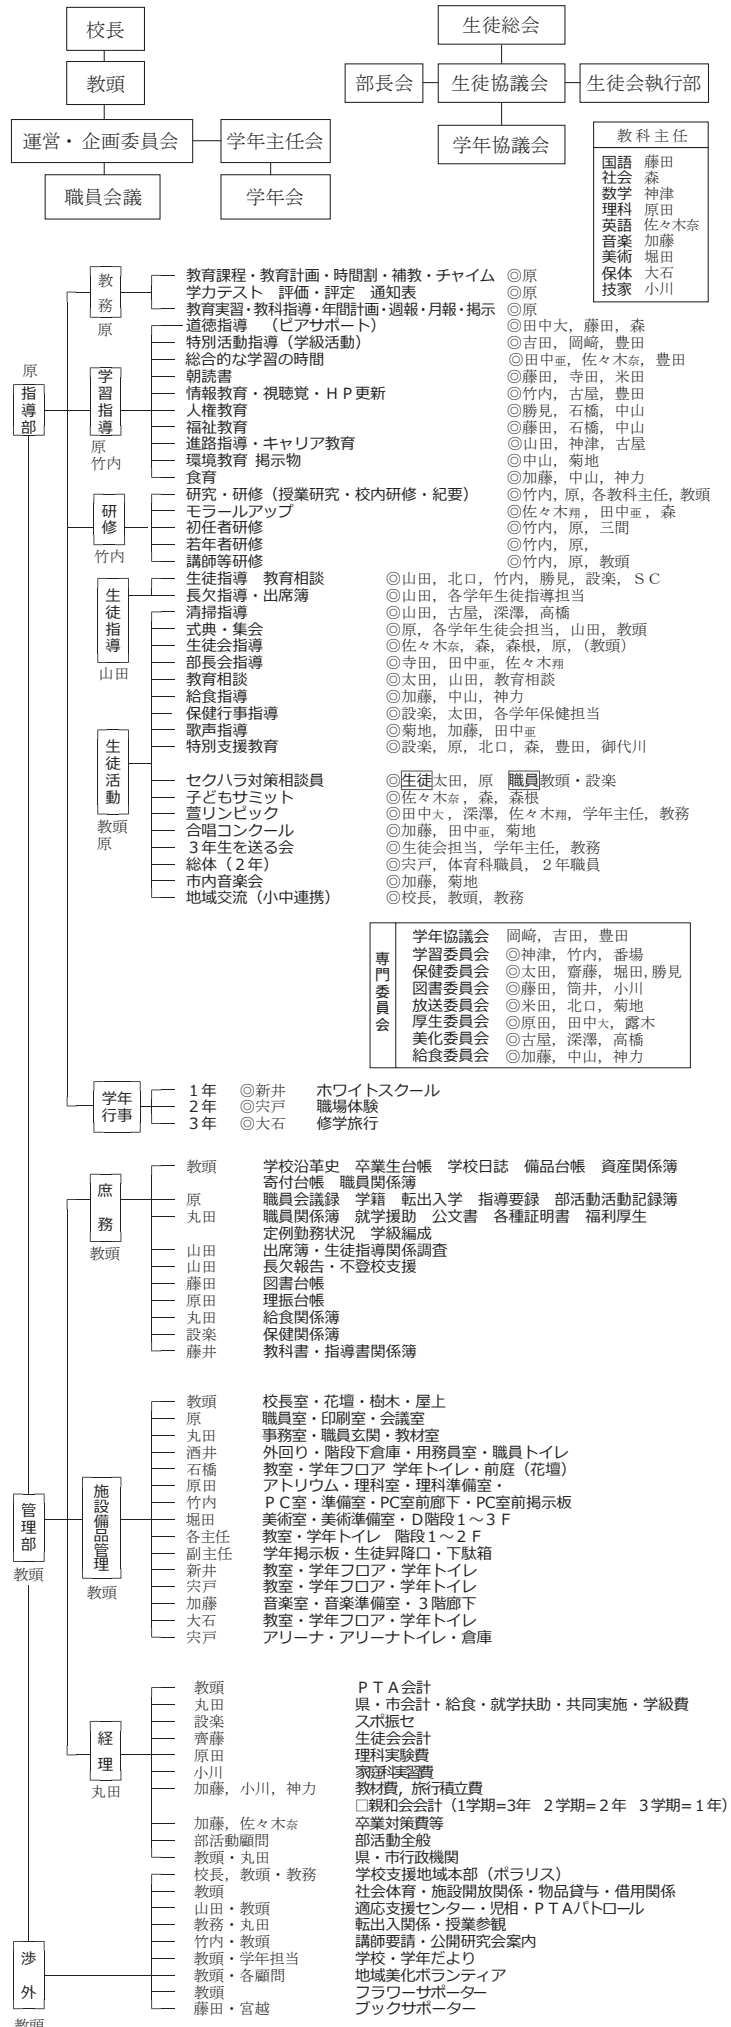 校長
教頭
運営・企画委員会 学年主任会
職員会議 学年会
生徒総会
部長会 生徒協議会 生徒会執行部
学年協議会
教科主任
国語 藤田
社会 森
数学 神津
理科 原田
英語 佐々木奈
音楽 加藤
美術 堀田
保体 大石
技家 小川
原
指導部
教務
原
教育課程・教育計画・時間割・補教・チャイム ◎原
学力テスト 評価・評定 通知表 ◎原
教育実習・教科指導・年間計画・週報・月報・掲示 ◎原
学習指導
原
竹内
道徳指導 (ピアサポート) ◎田中大，藤田，森
特別活動指導（学級活動） ◎吉田，岡﨑，豊田
総合的な学習の時間 ◎田中亜，佐々木奈，豊田
朝読書 ◎藤田，寺田，米田
情報教育・視聴覚・ＨＰ更新 ◎竹内，古屋，豊田
人権教育 ◎勝見，石橋，中山
福祉教育 ◎藤田，石橋，中山
進路指導・キャリア教育 ◎山田，神津，古屋
環境教育 掲示物 ◎中山，菊地
食育 ◎加藤，中山，神力
研修
竹内
研究・研修（授業研究・校内研修・紀要） ◎竹内，原，各教科主任，教頭
モラールアップ ◎佐々木翔，田中亜，森
初任者研修 ◎竹内，原，三間
若年者研修 ◎竹内，原，
講師等研修 ◎竹内，原，教頭
生徒指導
山田
生徒指導 教育相談 ◎山田，北口，竹内，勝見，設楽，ＳＣ
長欠指導・出席簿 ◎山田，各学年生徒指導担当
生徒活動
教頭
原
清掃指導 ◎山田，古屋，深澤，高橋
式典・集会 ◎原，各学年生徒会担当，山田，教頭
生徒会指導 ◎佐々木奈，森，森根，原，（教頭）
部長会指導 ◎寺田，田中亜，佐々木翔
教育相談 ◎太田，山田，教育相談
給食指導 ◎加藤，中山，神力
保健行事指導 ◎設楽，太田，各学年保健担当
歌声指導 ◎菊地，加藤，田中亜
特別支援教育 ◎設楽，原，北口，森，豊田，御代川
セクハラ対策相談員 ◎生徒太田，原 職員教頭・設楽
子どもサミット ◎佐々木奈，森，森根
萱リンピック ◎田中大，深澤，佐々木翔，学年主任，教務
合唱コンクール ◎加藤，田中亜，菊地
３年生を送る会 ◎生徒会担当，学年主任，教務
総体（２年） ◎宍戸，体育科職員，２年職員
市内音楽会 ◎加藤，菊地
地域交流（小中連携） ◎校長，教頭，教務
専門委員会
学年協議会 岡﨑，吉田，豊田
学習委員会 ◎神津，竹内，番場
保健委員会 ◎太田，齋藤，堀田，勝見
図書委員会 ◎藤田，筒井，小川
放送委員会 ◎米田，北口，菊地
厚生委員会 ◎原田，田中大，露木
美化委員会 ◎古屋，深澤，高橋
給食委員会 ◎加藤，中山，神力
学年行事
１年 ◎新井 ホワイトスクール
２年 ◎宍戸 職場体験
３年 ◎大石 修学旅行
管理部
教頭
庶務
教頭
教頭 学校沿革史 卒業生台帳 学校日誌 備品台帳 資産関係簿
寄付台帳 職員関係簿
原 職員会議録 学籍 転出入学 指導要録 部活動活動記録簿
丸田 職員関係簿 就学援助 公文書 各種証明書 福利厚生
定例勤務状況 学級編成
山田 出席簿・生徒指導関係調査
山田 長欠報告・不登校支援
藤田 図書台帳
原田 理振台帳
丸田 給食関係簿
設楽 保健関係簿
藤井 教科書・指導書関係簿
施設備品管理
教頭
教頭 校長室・花壇・樹木・屋上
原 職員室・印刷室・会議室
丸田 事務室・職員玄関・教材室
酒井 外回り・階段下倉庫・用務員室・職員トイレ
石橋 教室・学年フロア 学年トイレ・前庭（花壇）
原田 アトリウム・理科室・理科準備室・
竹内 ＰＣ室・準備室・PC室前廊下・PC室前掲示板
堀田 美術室・美術準備室・Ｄ階段１～３Ｆ
各主任 教室・学年トイレ 階段１～２Ｆ
副主任 学年掲示板・生徒昇降口・下駄箱
新井 教室・学年フロア・学年トイレ
宍戸 教室・学年フロア・学年トイレ
加藤 音楽室・音楽準備室・３階廊下
大石 教室・学年フロア・学年トイレ
宍戸 アリーナ・アリーナトイレ・倉庫
経理
丸田
教頭 ＰＴＡ会計
丸田 県・市会計・給食・就学扶助・共同実施・学級費
設楽 スポ振セ
齊藤 生徒会会計
原田 理科実験費
小川 家庭科実習費
加藤，小川，神力 教材費，旅行積立費
□親和会会計（1学期=3年 ２学期=２年 ３学期=１年）
加藤，佐々木奈 卒業対策費等
部活動顧問 部活動全般
教頭・丸田 県・市行政機関
渉外
教頭
校長，教頭・教務 学校支援地域本部（ポラリス）
教頭 社会体育・施設開放関係・物品貸与・借用関係
山田・教頭 適応支援センター・児相・ＰＴＡパトロール
教務・丸田 転出入関係・授業参観
竹内・教頭 講師要請・公開研究会案内
教頭・学年担当 学校・学年だより
教頭・各顧問 地域美化ボランティア
教頭 フラワーサポーター
藤田・宮越 ブックサポーター